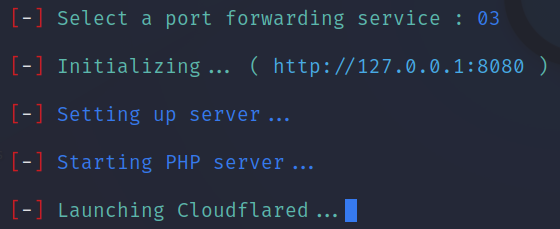 [-] Select a port forwarding service : 03
[-] Initializing... ( http://127.0.0.1:8080 )
[-] Setting up server...
[-] Starting PHP server...
[-] Launching Cloudflared...